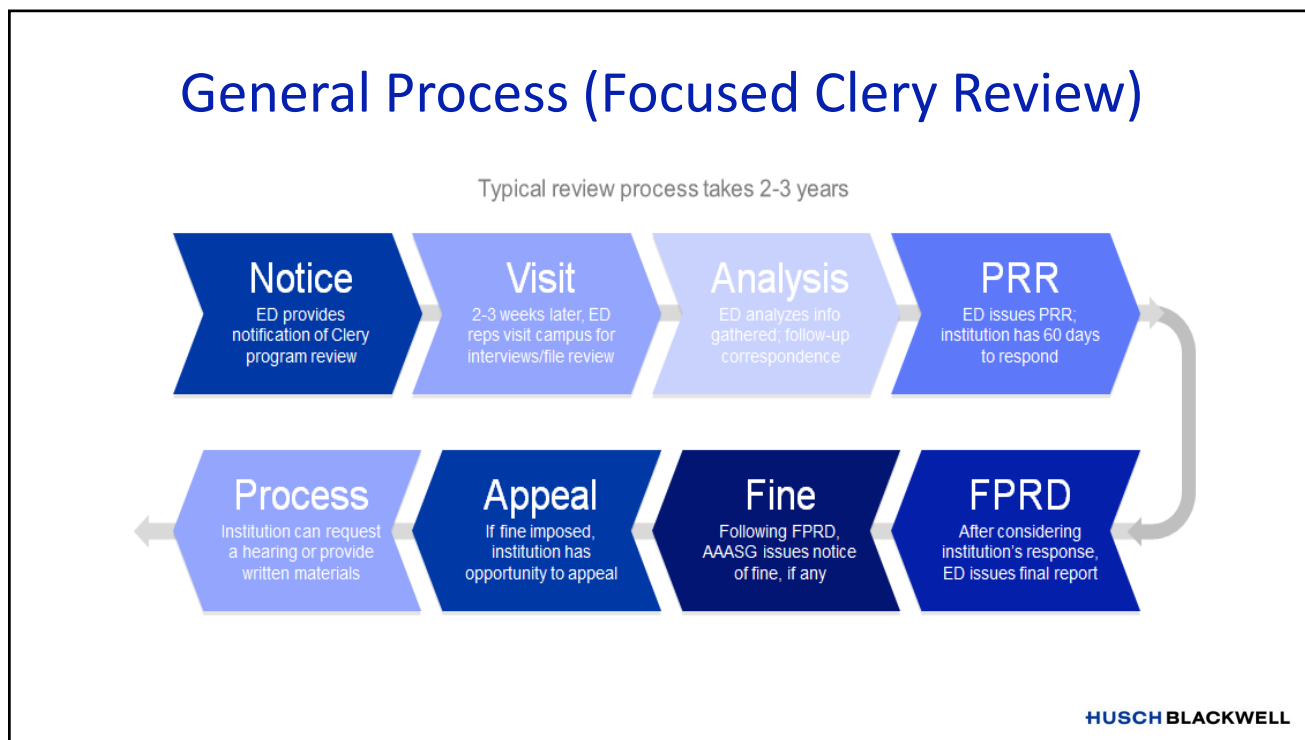 General Process (Focused Clery Review)
Typical review process takes 2-3 years
Notice
ED provides
notification of Clery
program review
Visit
2-3 weeks later, ED
reps visit campus for
interviews/file review
Analysis
ED analyzes info
gathered; follow-up
correspondence
PRR
ED issues PRR;
institution has 60 days
to respond
FPRD
After considering
institution's response,
ED issues final report
Fine
Following FPRD,
AAASG issues notice
of fine, if any
Appeal
If fine imposed,
institution has
opportunity to appeal
Process
Institution can request
a hearing or provide
written materials
HUSCH BLACKWELL